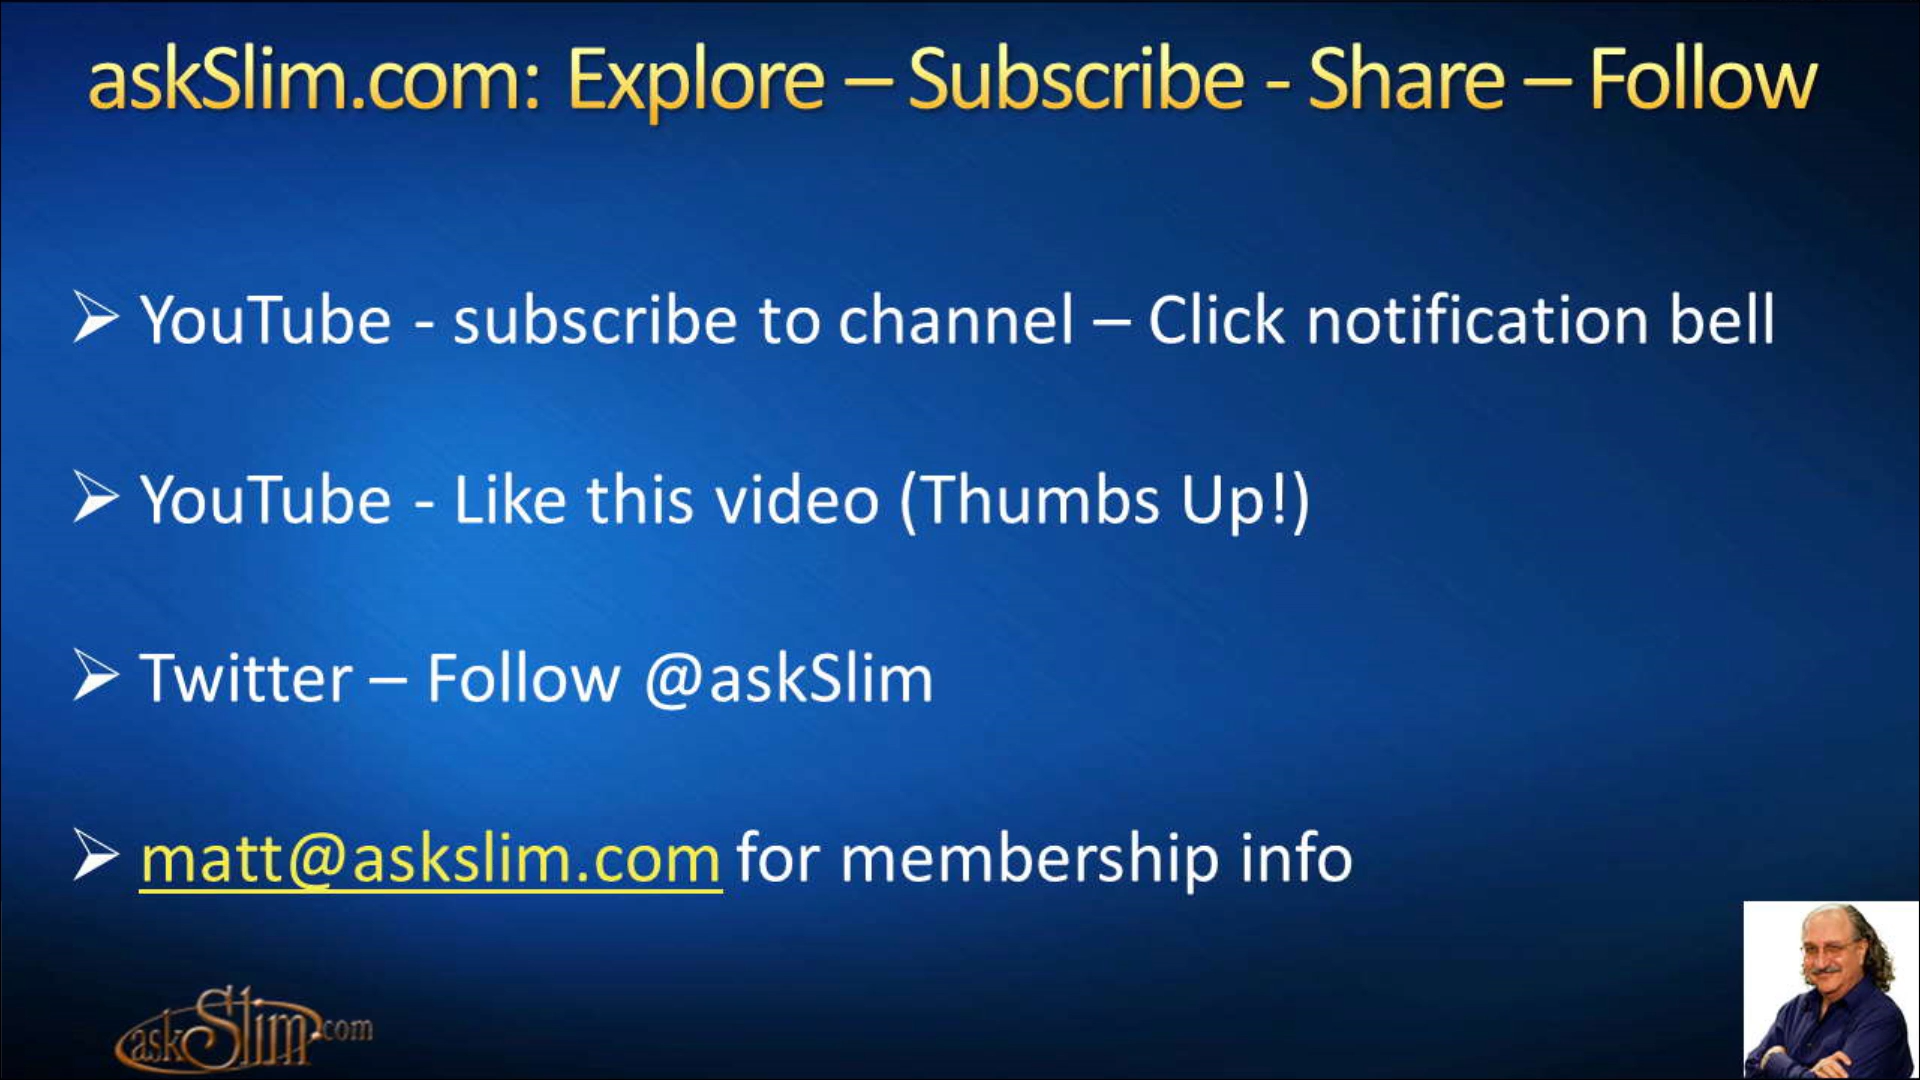 askSlim.com: Explore – Subscribe - Share – Follow
➢ YouTube - subscribe to channel – Click notification bell
➢ YouTube - Like this video (Thumbs Up!)
➢ Twitter – Follow @askSlim
➢ matt@askslim.com for membership info
askSlim.com